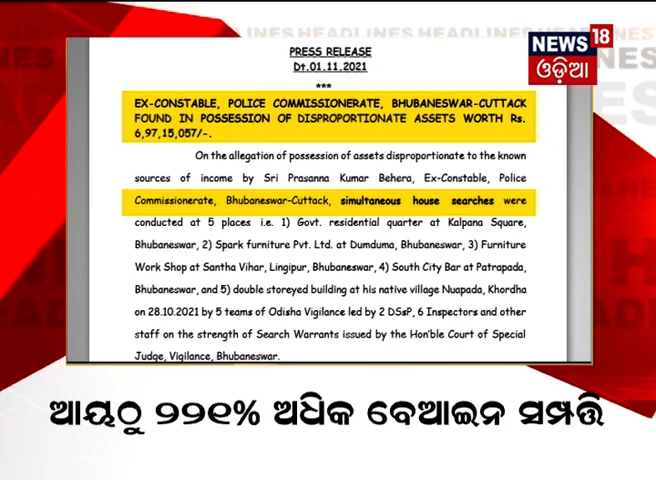 NEWS 18
ଓଡ଼ିଆ
PRESS RELEASE
Dt.01.11.2021
***
EX-CONSTABLE, POLICE COMMISSIONERATE, BHUBANESWAR-CUTTACK
FOUND IN POSSESSION OF DISPROPORTIONATE ASSETS WORTH Rs.
6,97,15,057/-.
On the allegation of possession of assets disproportionate to the known
sources of income by Sri Prasanna Kumar Behera, Ex-Constable, Police
Commissionerate, Bhubaneswar-Cuttack, simultaneous house searches were
conducted at 5 places i.e. 1) Govt. residential quarter at Kalpana Square,
Bhubaneswar, 2) Spark furniture Pvt. Ltd. at Dumduma, Bhubaneswar, 3) Furniture
Work Shop at Santha Vihar, Lingipur, Bhubaneswar, 4) South City Bar at Patrapada,
Bhubaneswar, and 5) double storeyed building at his native village Nuapada, Khordha
on 28.10.2021 by 5 teams of Odisha Vigilance led by 2 DSsP, 6 Inspectors and other
staff on the strength of Search Warrants issued by the Hon'ble Court of Special
Judge, Vigilance, Bhubaneswar.
ଆୟଠୁ ୨୨୧% ଅଧିକ ବେଆଇନ ସମ୍ପତ୍ତି